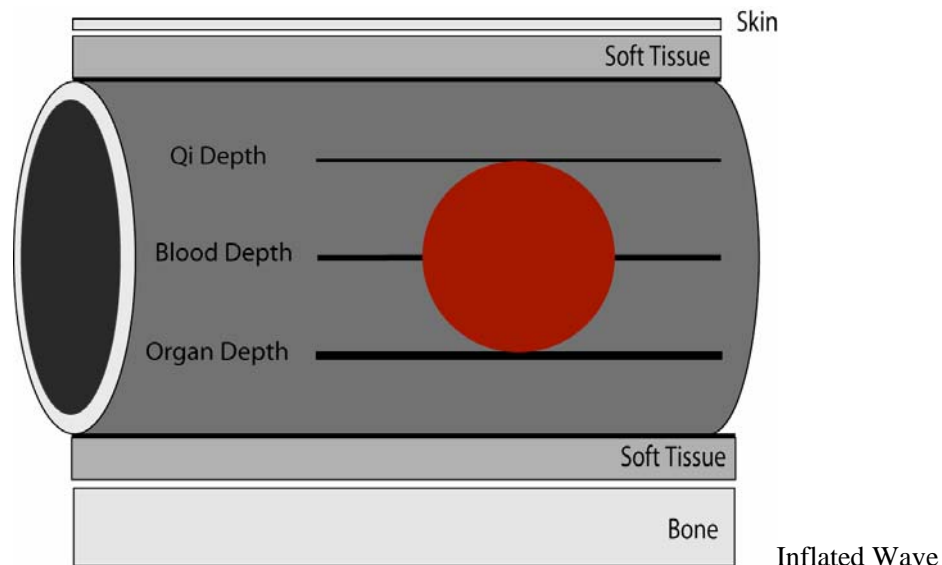 Skin
Soft Tissue
Qi Depth
Blood Depth
Organ Depth
Soft Tissue
Bone
Inflated Wave